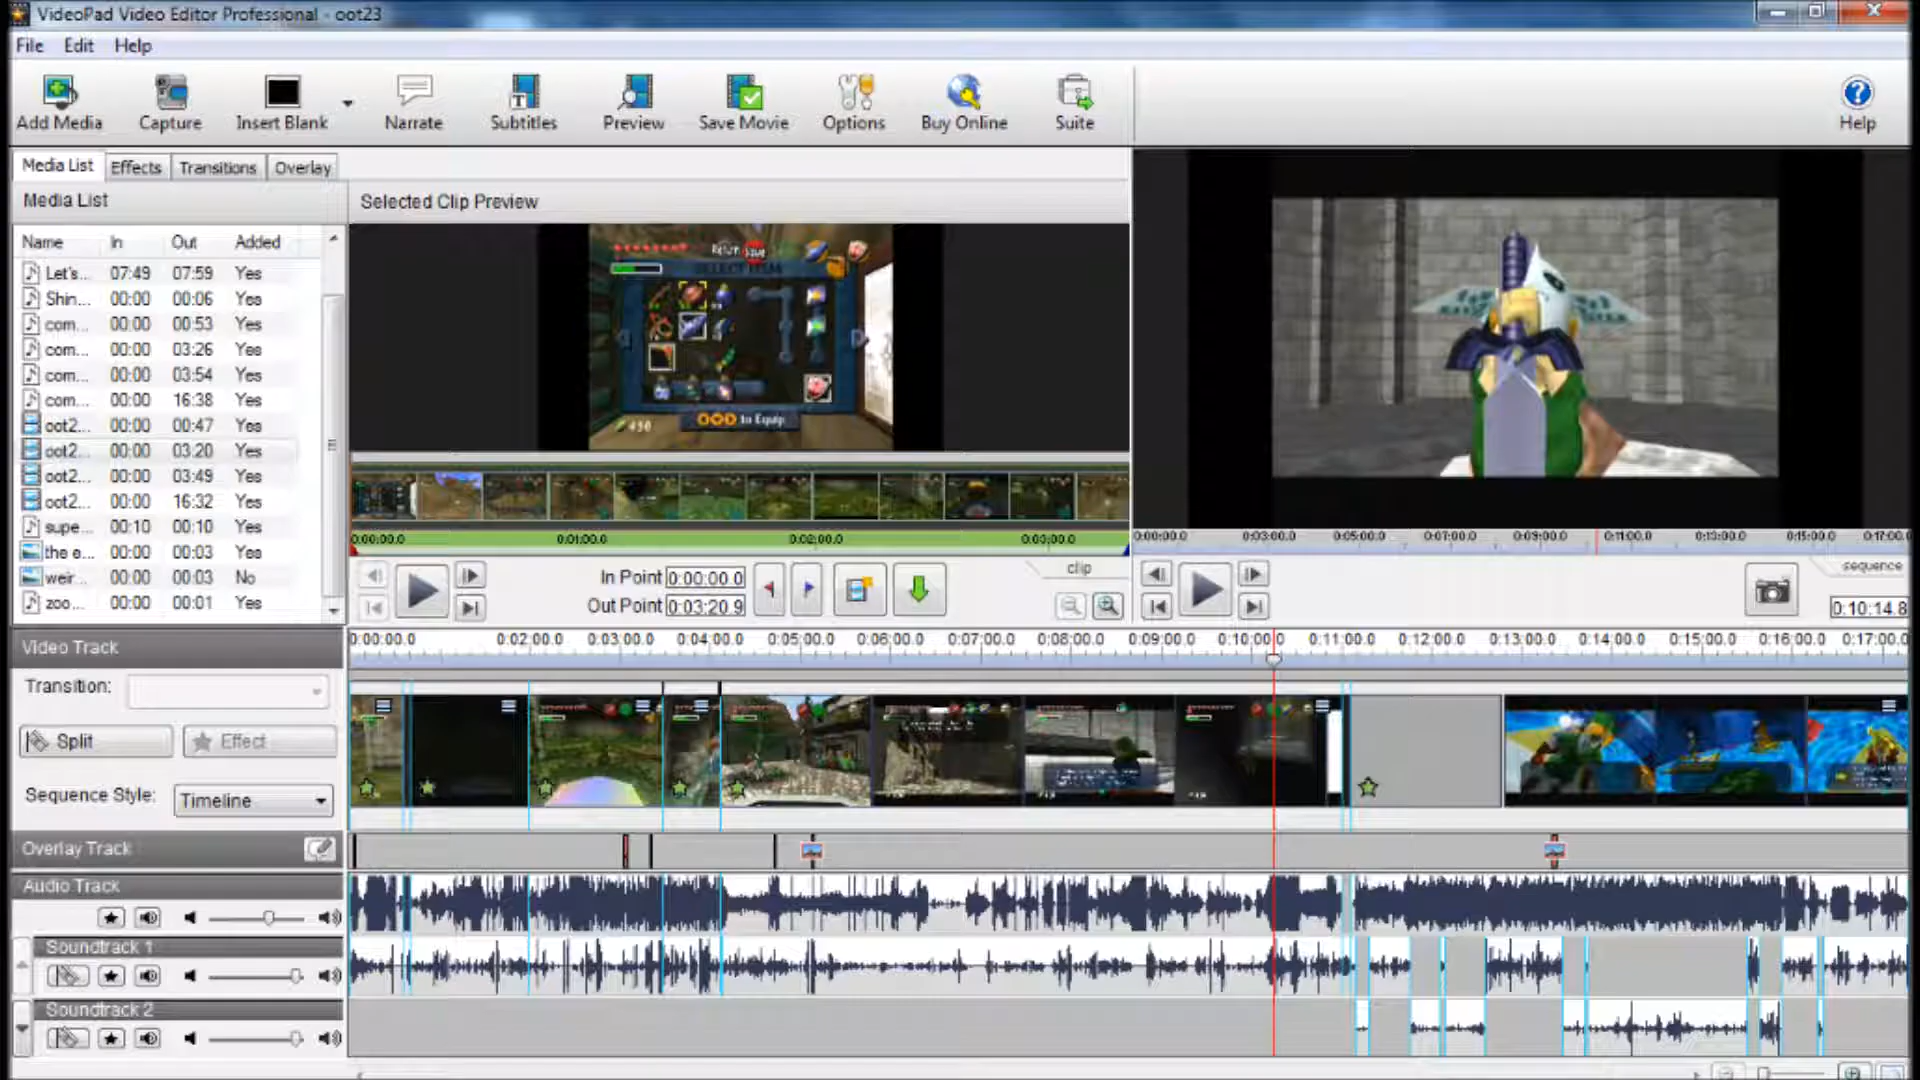 VideoPad Video Editor Professional - oot23
File Edit Help
Add Media Capture Insert Blank Narrate Subtitles Preview Save Movie Options Buy Online Suite Help
Media List Effects Transitions Overlay
Media List
Selected Clip Preview
Name In Out Added
Let's... 07:49 07:59 Yes
Shin... 00:00 00:06 Yes
com... 00:00 00:53 Yes
com... 00:00 03:26 Yes
com... 00:00 03:54 Yes
com... 00:00 16:38 Yes
oot2... 00:00 00:47 Yes
oot2... 00:00 03:20 Yes
oot2... 00:00 03:49 Yes
oot2... 00:00 16:32 Yes
supe... 00:10 00:10 Yes
the e... 00:00 00:03 Yes
weir... 00:00 00:03 No
zoo... 00:00 00:01 Yes
Return Save
SELECT ITEM
to Equip
0:00:00.0 0:01:00.0 0:02:00.0 0:03:00.0
0:00:00.0 0:03:00.0 0:05:00.0 0:07:00.0 0:09:00.0 0:11:00.0 0:13:00.0 0:15:00.0 0:17:00.0
In Point 0:00:00.0
Out Point 0:03:20.9
clip
sequence
0:10:14.8
Video Track
0:00:00.0 0:02:00.0 0:03:00.0 0:04:00.0 0:05:00.0 0:06:00.0 0:07:00.0 0:08:00.0 0:09:00.0 0:10:00.0 0:11:00.0 0:12:00.0 0:13:00.0 0:14:00.0 0:15:00.0 0:16:00.0 0:17:00.0
Transition:
Split Effect
Sequence Style: Timeline
Overlay Track
Audio Track
Soundtrack 1
Soundtrack 2